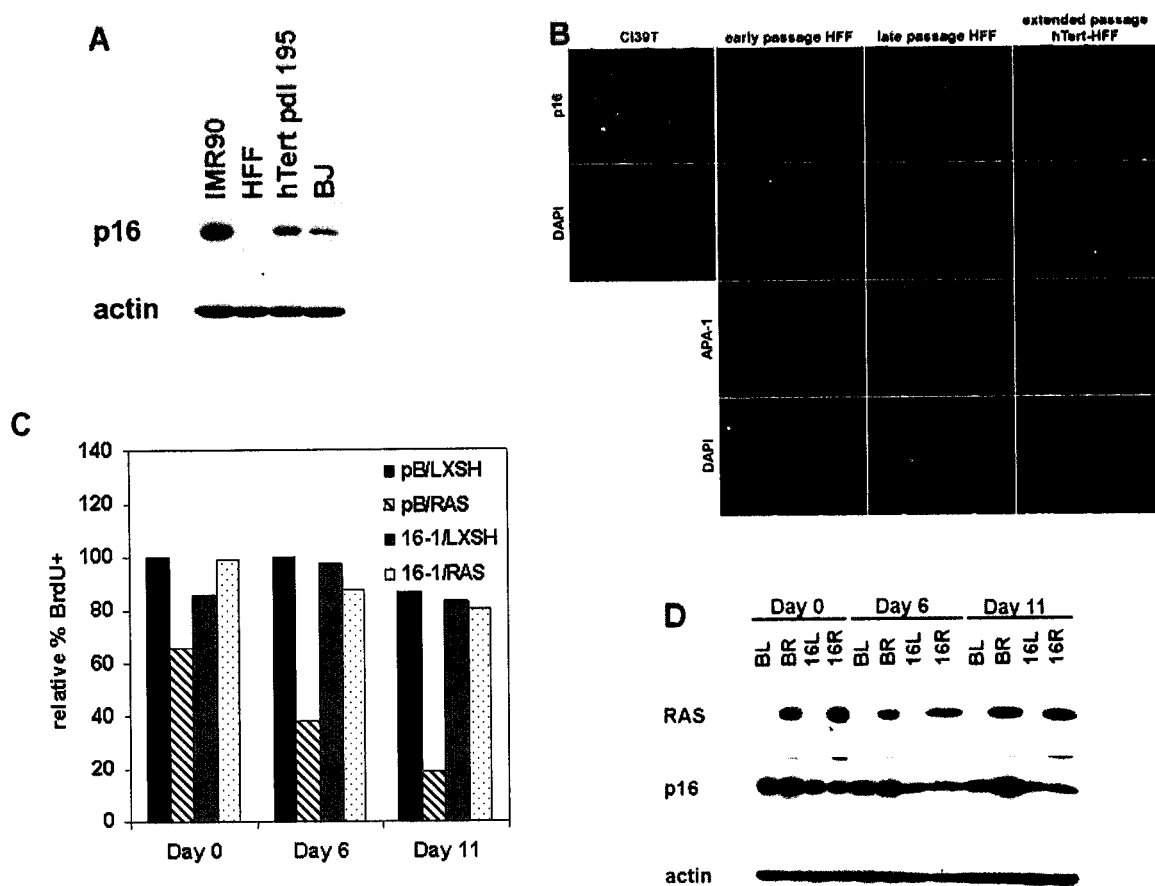 A
IMR90
HFF
hTert pdl 195
BJ
p16
actin
B
Cl39T
early passage HFF
late passage HFF
extended passage
hTert-HFF
p16
DAPI
APA-1
DAPI
C
relative % BrdU+
140
120
100
80
60
40
20
0
pB/LXSH
pB/RAS
16-1/LXSH
16-1/RAS
Day 0
Day 6
Day 11
D
Day 0
Day 6
Day 11
BL
BR
16L
16R
BL
BR
16L
16R
BL
BR
16L
16R
RAS
p16
actin